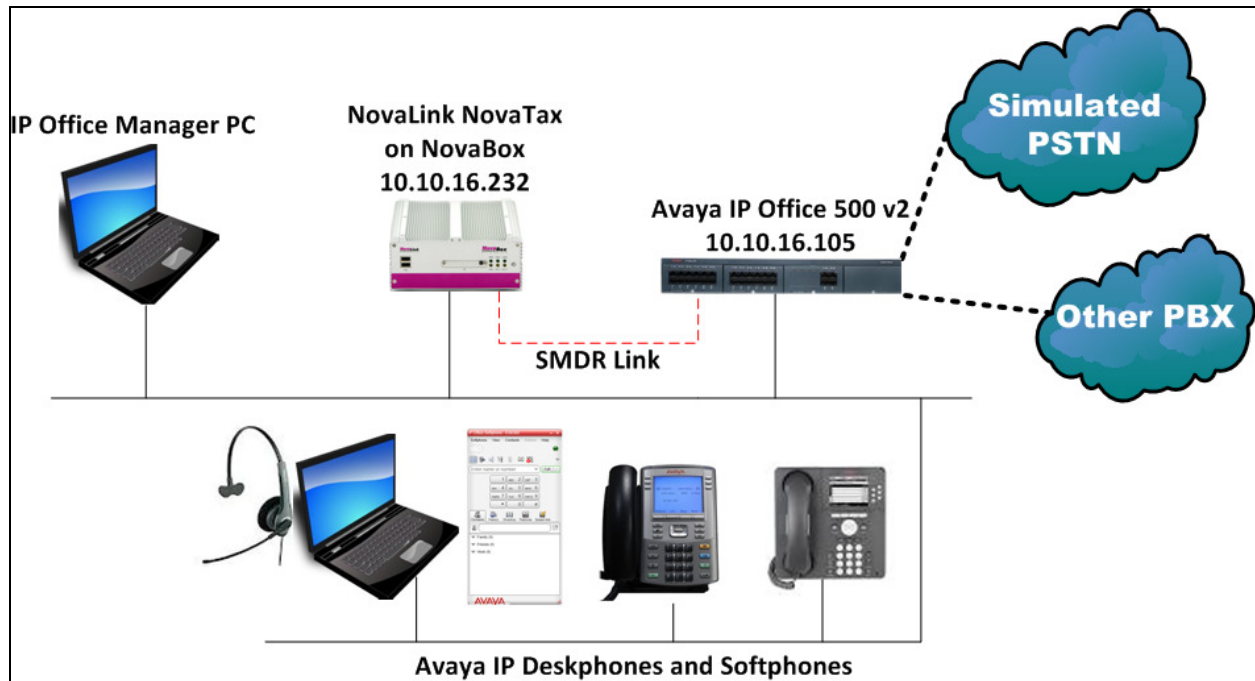 Simulated
PSTN
IP Office Manager PC
NovaLink NovaTax
on NovaBox
10.10.16.232
Avaya IP Office 500 v2
10.10.16.105
Other PBX
SMDR Link
AVAYA
AVAYA
Avaya IP Deskphones and Softphones